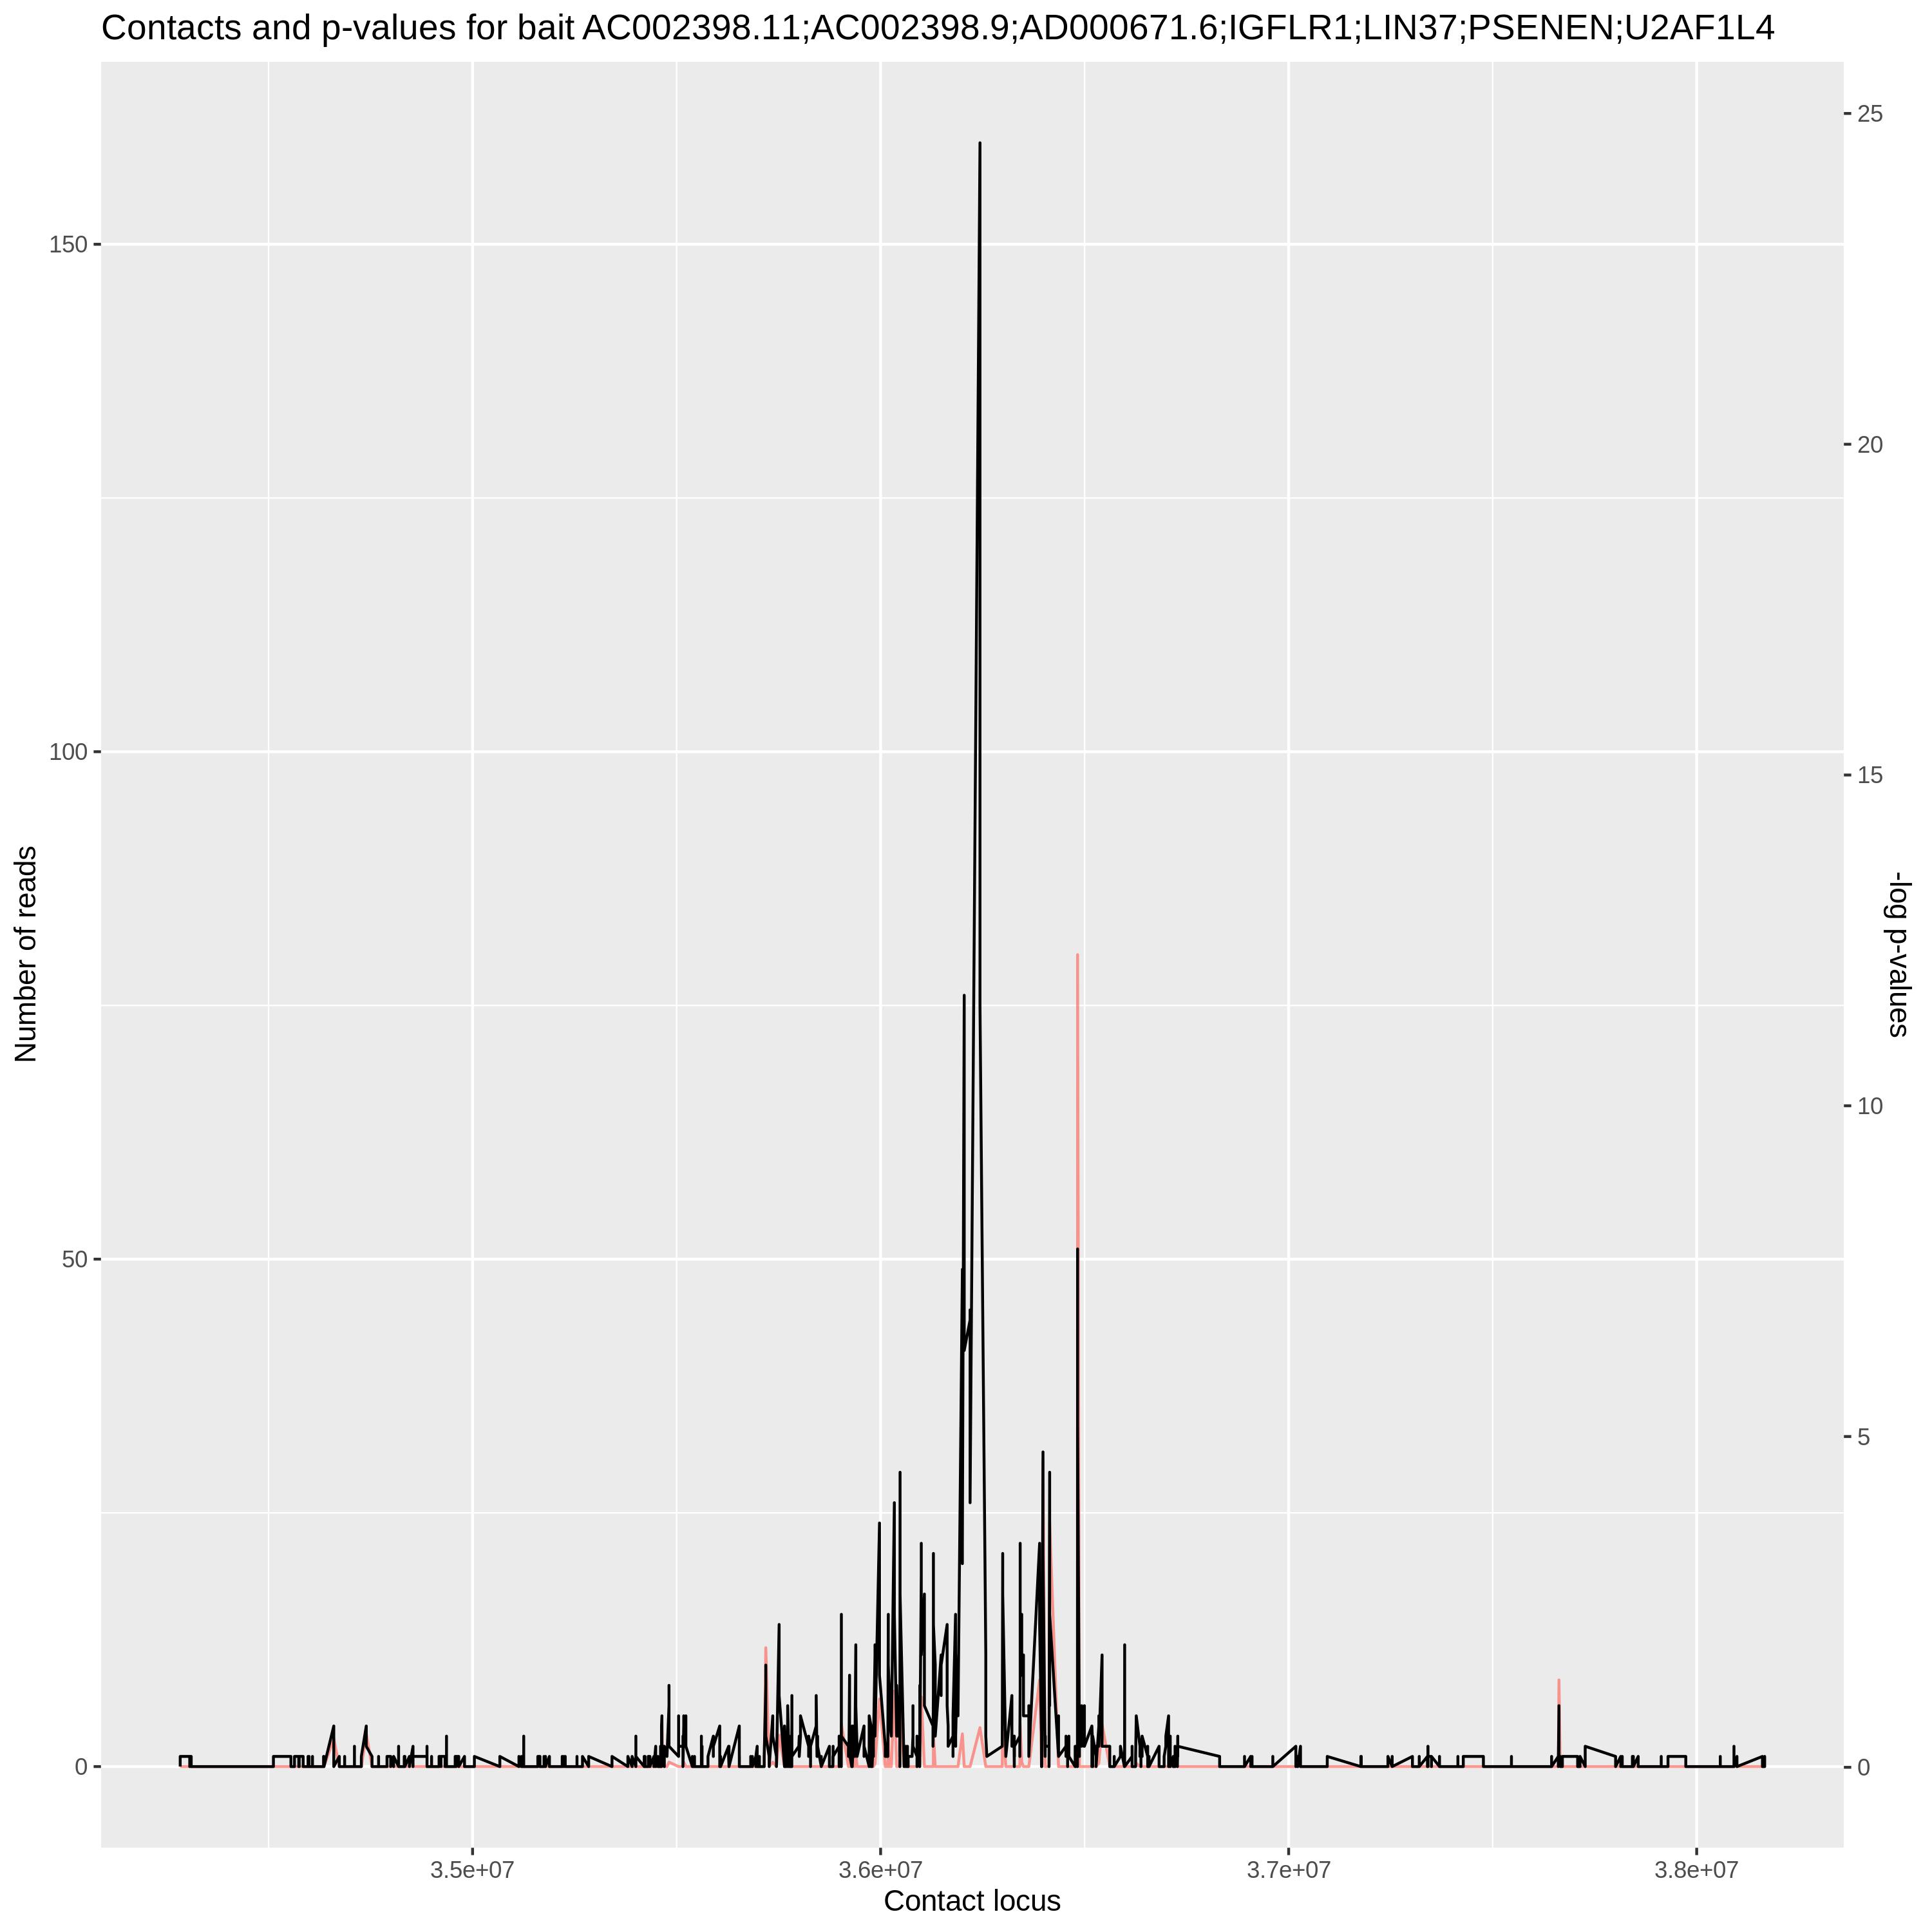 Contacts and p-values for bait AC002398.11;AC002398.9;AD000671.6;IGFLR1;LIN37;PSENEN;U2AF1L4
Number of reads
150
100
50
0
25
20
15
10
5
0
-log p-values
3.5e+07
3.6e+07
3.7e+07
3.8e+07
Contact locus